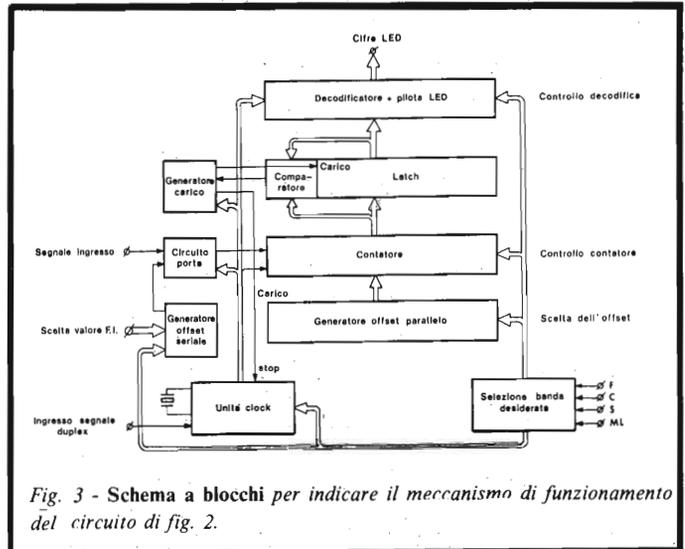 Cifre LED
Decodificatore + pilota LED
Controllo decodifica
Generatore
carico
Carico
Compa-
ratore
Latch
Segnale ingresso
Circuito
porta
Contatore
Controllo contatore
Carico
Scelta valore F.I.
Generatore
offset
seriale
Generatore offset parallelo
Scelta dell'offset
stop
Ingresso segnale
duplex
Unità clock
Selezione banda
desiderata
F
C
S
ML
Fig. 3 - Schema a blocchi per indicare il meccanismo di funzionamento
del circuito di fig. 2.